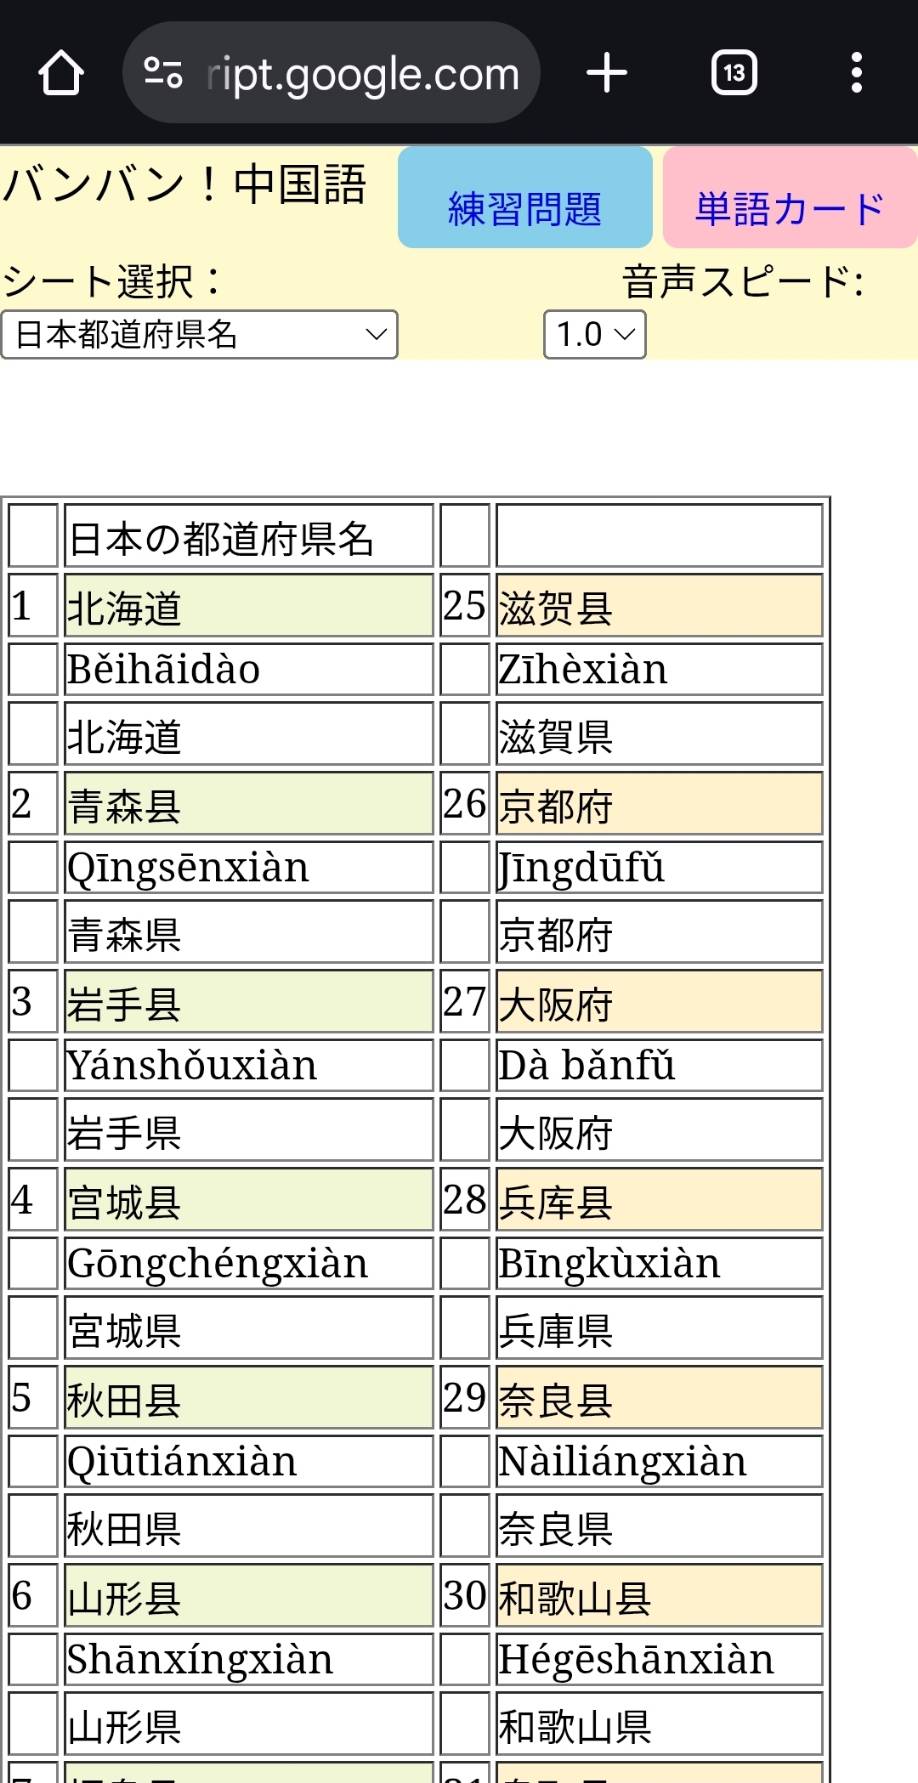 ript.google.com
13
バンバン！中国語
練習問題
単語カード
シート選択：
音声スピード:
日本都道府県名
1.0
日本の都道府県名
1 北海道 25 滋贺县
Běihãidào Zīhèxiàn
北海道 滋賀県
2 青森县 26 京都府
Qīngsēnxiàn Jīngdūfǔ
青森県 京都府
3 岩手县 27 大阪府
Yánshǒuxiàn Dà bǎnfǔ
岩手県 大阪府
4 宫城县 28 兵库县
Gōngchéngxiàn Bīngkùxiàn
宮城県 兵庫県
5 秋田县 29 奈良县
Qiūtiánxiàn Nàiliángxiàn
秋田県 奈良県
6 山形县 30 和歌山县
Shānxíngxiàn Hégēshānxiàn
山形県 和歌山県